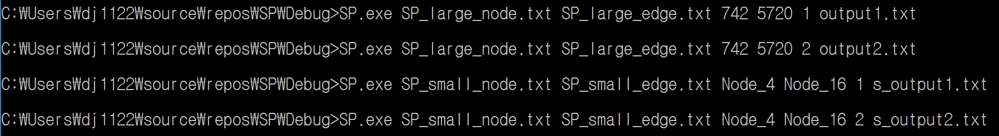 C:₩Users₩dj1122₩source₩repos₩SP₩Debug>SP.exe SP_large_node.txt SP_large_edge.txt 742 5720 1 output1.txt
C:₩Users₩dj1122₩source₩repos₩SP₩Debug>SP.exe SP_large_node.txt SP_large_edge.txt 742 5720 2 output2.txt
C:₩Users₩dj1122₩source₩repos₩SP₩Debug>SP.exe SP_small_node.txt SP_small_edge.txt Node_4 Node_16 1 s_output1.txt
C:₩Users₩dj1122₩source₩repos₩SP₩Debug>SP.exe SP_small_node.txt SP_small_edge.txt Node_4 Node_16 2 s_output2.txt